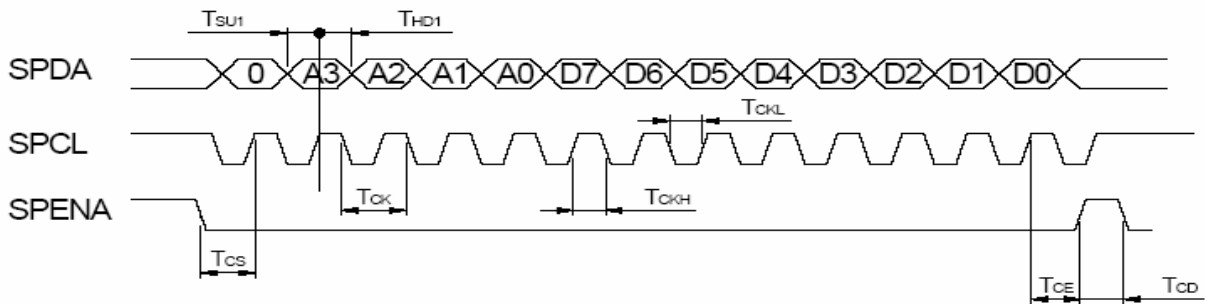 TSU1 THD1
SPDA 0 A3 A2 A1 A0 D7 D6 D5 D4 D3 D2 D1 D0
TCKL
SPCL
TCK TCKH
SPENA
TCS TCE TCD